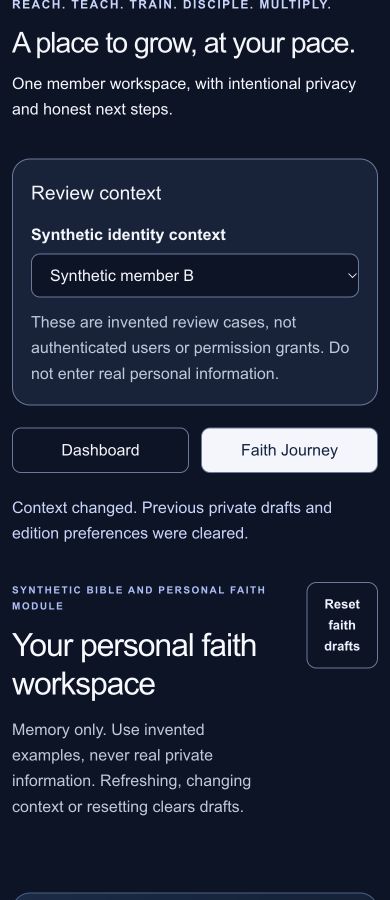 REACH. TEACH. TRAIN. DISCIPLE. MULTIPLY.
A place to grow, at your pace.
One member workspace, with intentional privacy
and honest next steps.
Review context
Synthetic identity context
Synthetic member B
These are invented review cases, not
authenticated users or permission grants. Do
not enter real personal information.
Dashboard
Faith Journey
Context changed. Previous private drafts and
edition preferences were cleared.
SYNTHETIC BIBLE AND PERSONAL FAITH
MODULE
Your personal faith
workspace
Memory only. Use invented
examples, never real private
information. Refreshing, changing
context or resetting clears drafts.
Reset
faith
drafts